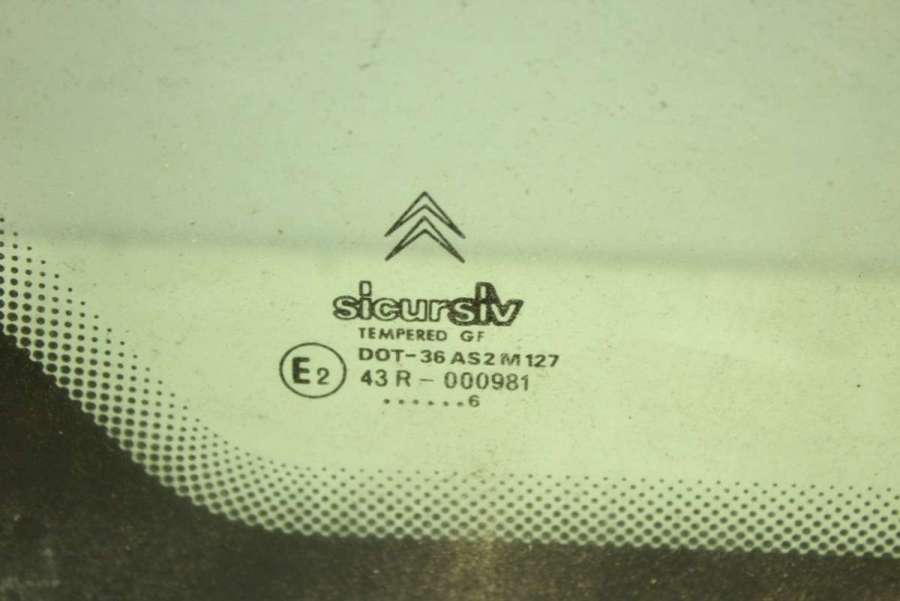 sicursiv
TEMPERED GF
DOT-36 AS2 M127
E2
43 R - 000981
......6